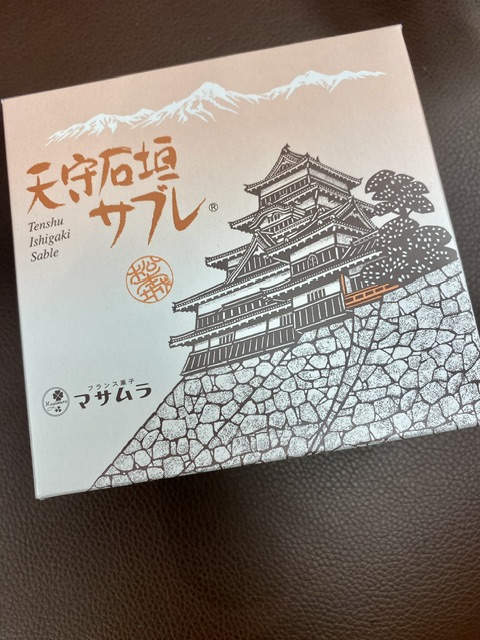 天守石垣
サブレ®
Tenshu
Ishigaki
Sable
フランス菓子
マサムラ